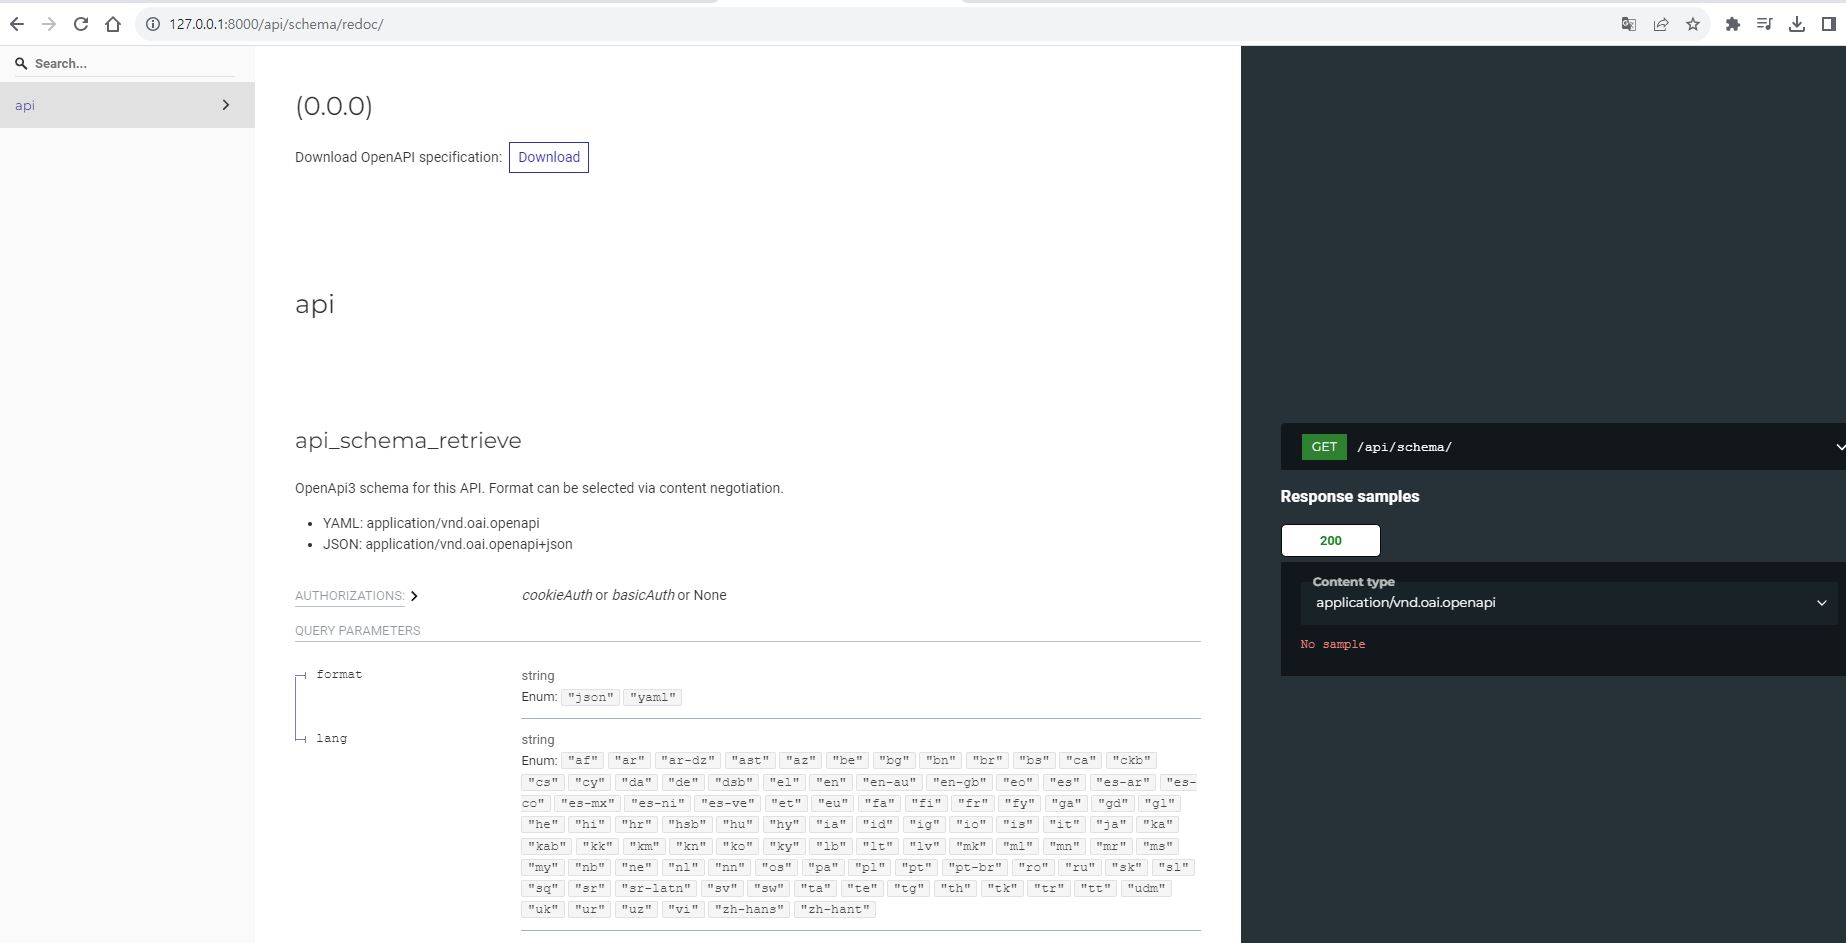 127.0.0.1:8000/api/schema/redoc/
Search...
api
(0.0.0)
Download OpenAPI specification: Download
api
api_schema_retrieve
OpenApi3 schema for this API. Format can be selected via content negotiation.
YAML: application/vnd.oai.openapi
JSON: application/vnd.oai.openapi+json
AUTHORIZATIONS: cookieAuth or basicAuth or None
QUERY PARAMETERS
format string
Enum: "json" "yaml"
lang string
Enum: "af" "ar" "ar-dz" "ast" "az" "be" "bg" "bn" "br" "bs" "ca" "ckb"
"cs" "cy" "da" "de" "dsb" "el" "en" "en-au" "en-gb" "eo" "es" "es-ar" "es-
co" "es-mx" "es-ni" "es-ve" "et" "eu" "fa" "fi" "fr" "fy" "ga" "gd" "gl"
"he" "hi" "hr" "hsb" "hu" "hy" "ia" "id" "ig" "io" "is" "it" "ja" "ka"
"kab" "kk" "km" "kn" "ko" "ky" "lb" "lt" "lv" "mk" "ml" "mn" "mr" "ms"
"my" "nb" "ne" "nl" "nn" "os" "pa" "pl" "pt" "pt-br" "ro" "ru" "sk" "sl"
"sq" "sr" "sr-latn" "sv" "sw" "ta" "te" "tg" "th" "tk" "tr" "tt" "udm"
"uk" "ur" "uz" "vi" "zh-hans" "zh-hant"
GET /api/schema/
Response samples
200
Content type
application/vnd.oai.openapi
No sample